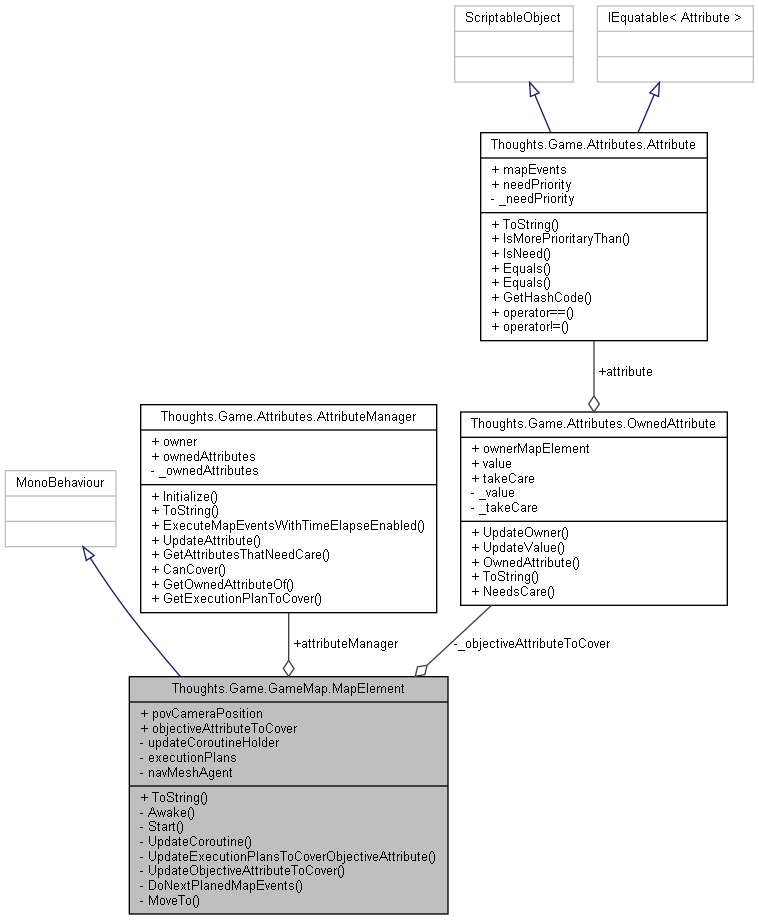 ScriptableObject
IEquatable< Attribute >
Thoughts.Game.Attributes.Attribute
+ mapEvents
+ needPriority
- _needPriority
+ ToString()
+ IsMorePrioritaryThan()
+ IsNeed()
+ Equals()
+ Equals()
+ GetHashCode()
+ operator==()
+ operator!=()
+attribute
Thoughts.Game.Attributes.AttributeManager
+ owner
+ ownedAttributes
- _ownedAttributes
+ Initialize()
+ ToString()
+ ExecuteMapEventsWithTimeElapseEnabled()
+ UpdateAttribute()
+ GetAttributesThatNeedCare()
+ CanCover()
+ GetOwnedAttributeOf()
+ GetExecutionPlanToCover()
Thoughts.Game.Attributes.OwnedAttribute
+ ownerMapElement
+ value
+ takeCare
- _value
- _takeCare
+ UpdateOwner()
+ UpdateValue()
+ OwnedAttribute()
+ ToString()
+ NeedsCare()
MonoBehaviour
+attributeManager
-_objectiveAttributeToCover
Thoughts.Game.GameMap.MapElement
+ povCameraPosition
+ objectiveAttributeToCover
- updateCoroutineHolder
- executionPlans
- navMeshAgent
+ ToString()
- Awake()
- Start()
- UpdateCoroutine()
- UpdateExecutionPlansToCoverObjectiveAttribute()
- UpdateObjectiveAttributeToCover()
- DoNextPlanedMapEvents()
- MoveTo()